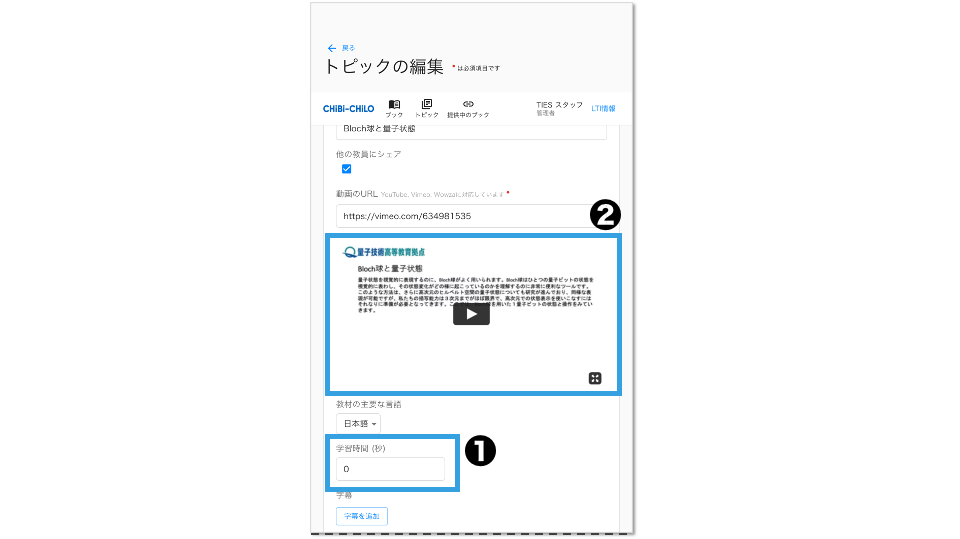 ← 戻る
トピックの編集 * は必須項目です
CHiBi-CHiLO ブック トピック 提供中のブック TIES スタッフ 管理者 LTI情報
Bloch球と量子状態
他の教員にシェア
動画のURL YouTube, Vimeo, Wowzaに対応しています *
https://vimeo.com/634981535
2
量子技術高等教育拠点
Bloch球と量子状態
量子状態を視覚的に表現するのに、Bloch球がよく用いられます。Bloch球はひとつの量子ビットの状態を
視覚的に表わし、その状態変化がどの様に起こっているのかを理解するのに非常に便利なツールです。
このような方法は、さらに高次元のヒルベルト空間の量子状態についても研究が進んでおり、同様な表
現が可能ですが、私たちの描写能力は３次元までがほぼ限界で、高次元での状態表示を使いこなすには
それなりに準備が必要となってきます。を用いた１量子ビットの状態と操作をみてい
きます。
教材の主要な言語
日本語
学習時間 (秒)
1
0
字幕
字幕を追加